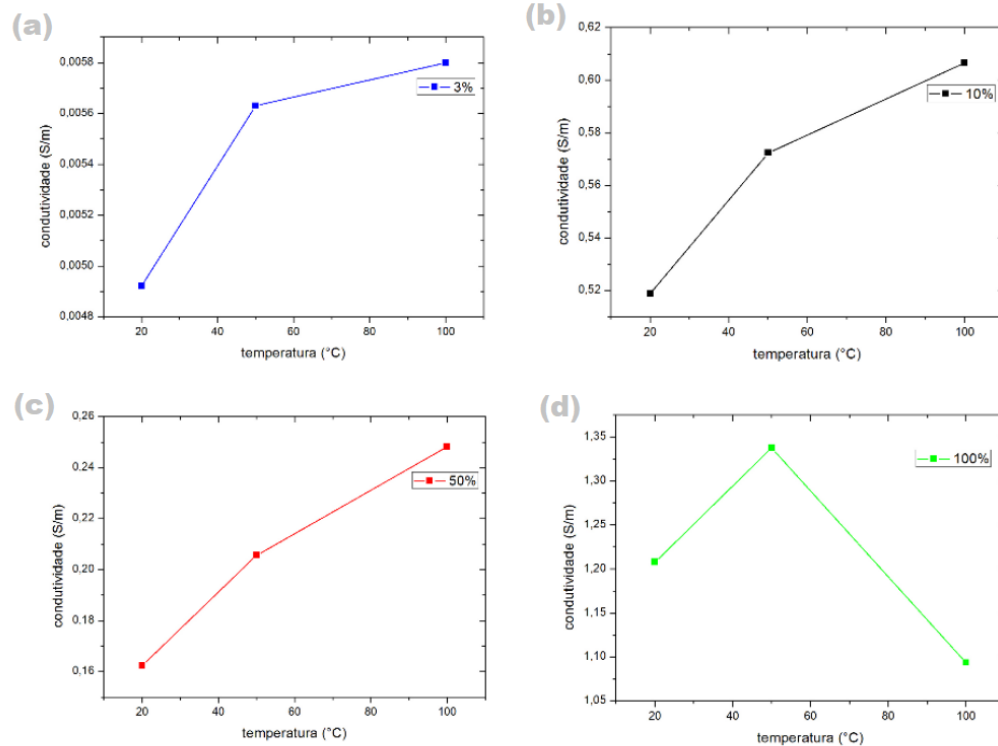 (a)
0,0058
0,0056
0,0054
0,0052
0,0050
0,0048
condutividade (S/m)
3%
20 40 60 80 100
temperatura (°C)
(b)
0,62
0,60
0,58
0,56
0,54
0,52
condutividade (S/m)
10%
20 40 60 80 100
temperatura (°C)
(c)
0,26
0,24
0,22
0,20
0,18
0,16
condutividade (S/m)
50%
20 40 60 80 100
temperatura (°C)
(d)
1,35
1,30
1,25
1,20
1,15
1,10
1,05
condutividade (S/m)
100%
20 40 60 80 100
temperatura (°C)